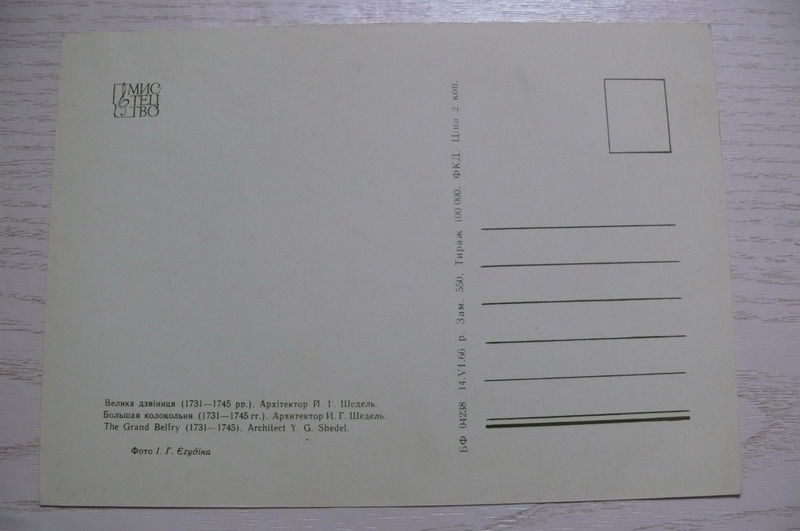 МИС
ТЕЦ
ТВО
Велика дзвіниця (1731—1745 рр.). Архітектор Й. Г. Шедель.
Большая колокольня (1731—1745 гг.). Архитектор И. Г. Шедель.
The Grand Belfry (1731—1745). Architect Y. G. Shedel.
Фото І. Г. Єгудіна
БФ 04238. 14.VI.66 р. Зам. 550. Тираж 100 000. ФКД. Ціна 2 коп.